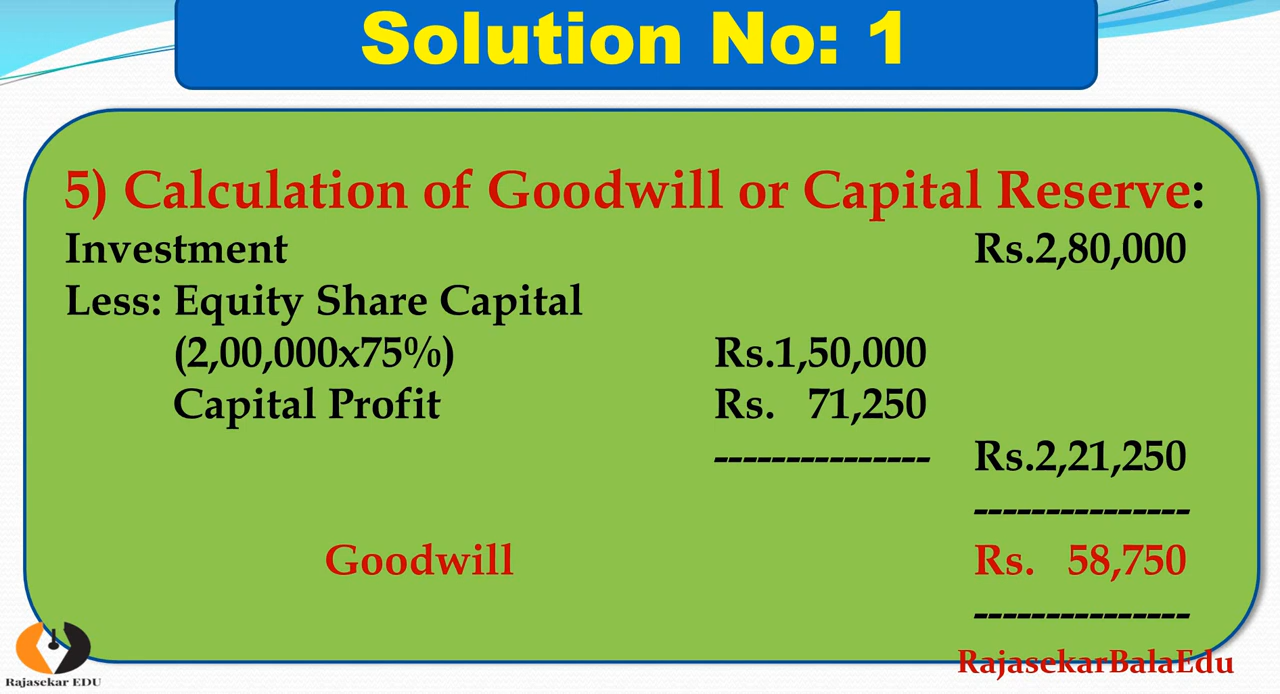 Solution No: 1
5) Calculation of Goodwill or Capital Reserve:
Investment Rs.2,80,000
Less: Equity Share Capital
(2,00,000x75%) Rs.1,50,000
Capital Profit Rs. 71,250
--------------- Rs.2,21,250
---------------
Goodwill Rs. 58,750
---------------
RajasekarBalaEdu
Rajasekar EDU